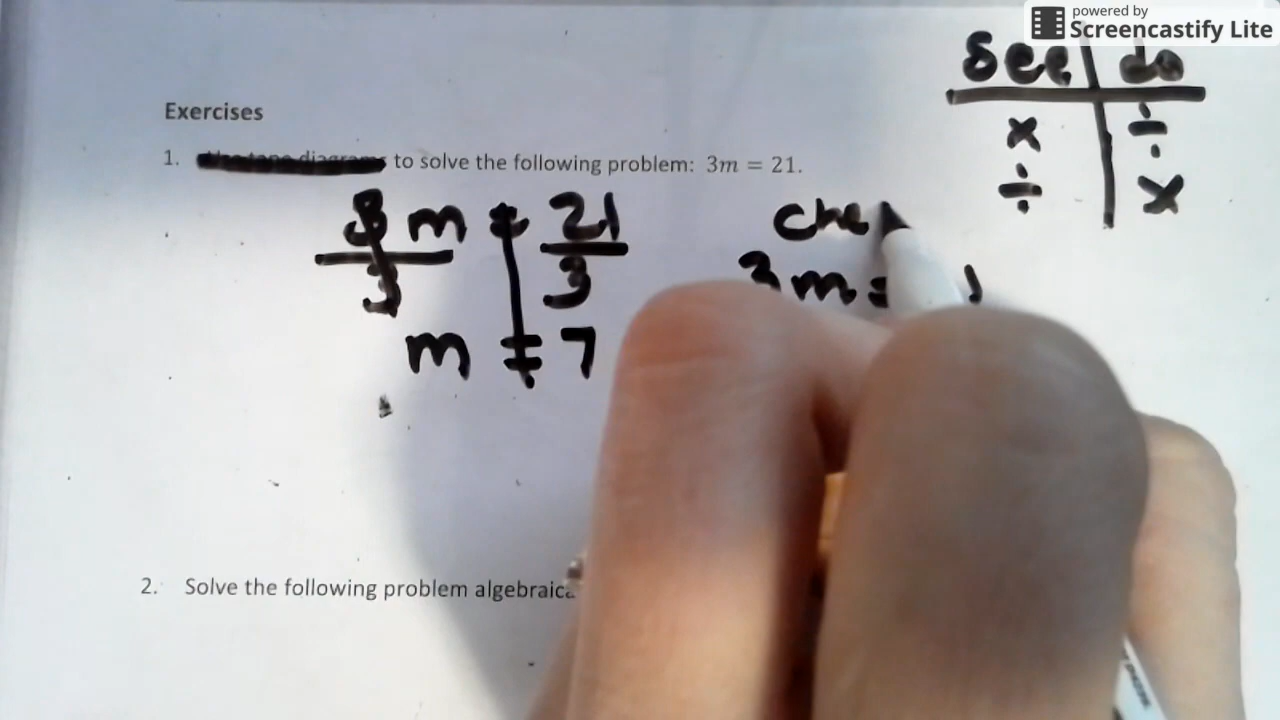 powered by
Screencastify Lite
see do
x ÷
÷ x
Exercises
1. to solve the following problem: 3m = 21.
3m = 21
3 3
m = 7
Che
3m =
2. Solve the following problem